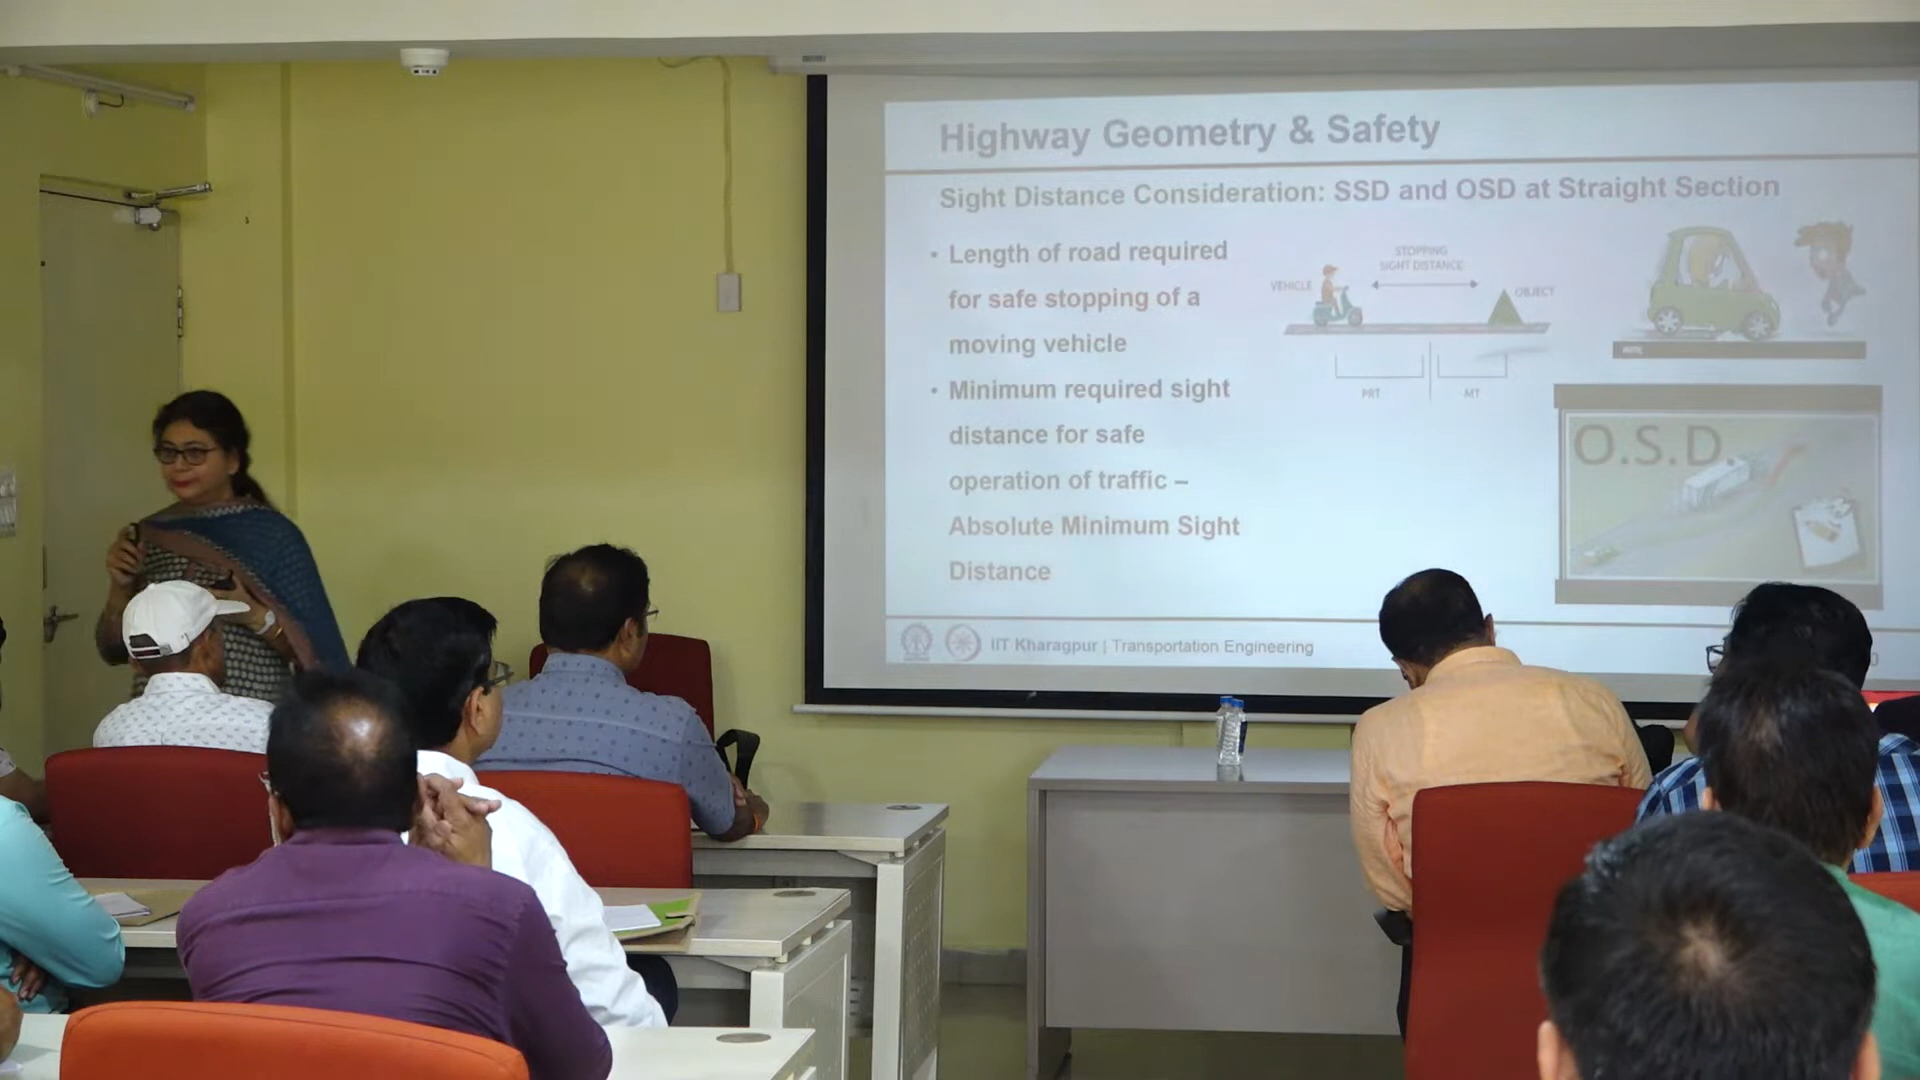 Highway Geometry & Safety
Sight Distance Consideration: SSD and OSD at Straight Section
• Length of road required
for safe stopping of a
moving vehicle
• Minimum required sight
distance for safe
operation of traffic –
Absolute Minimum Sight
Distance
STOPPING
SIGHT DISTANCE
VEHICLE
OBJECT
PRT
MT
O.S.D.
IIT Kharagpur | Transportation Engineering